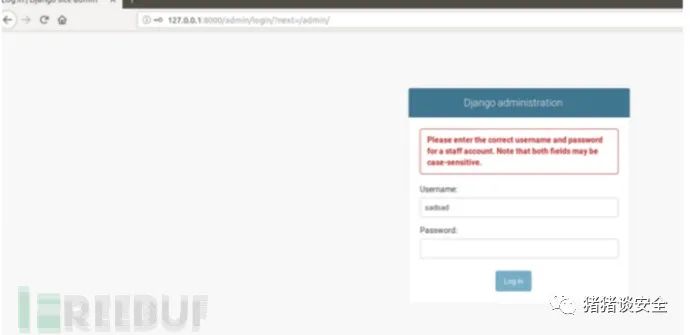 Log in | Django site admin
127.0.0.1:8000/admin/login/?next=/admin/
Django administration
Please enter the correct username and password
for a staff account. Note that both fields may be
case-sensitive.
Username:
sadsad
Password:
Log in
FREEBUF
猪猪谈安全